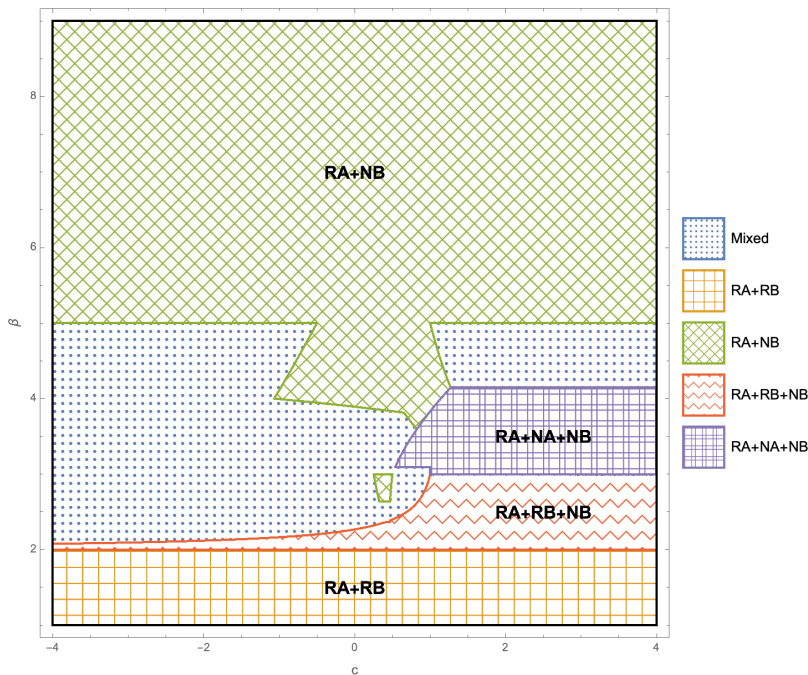 8
RA+NB
6
β
4
RA+NA+NB
RA+RB+NB
2
RA+RB
−4
−2
0
2
4
c
Mixed
RA+RB
RA+NB
RA+RB+NB
RA+NA+NB